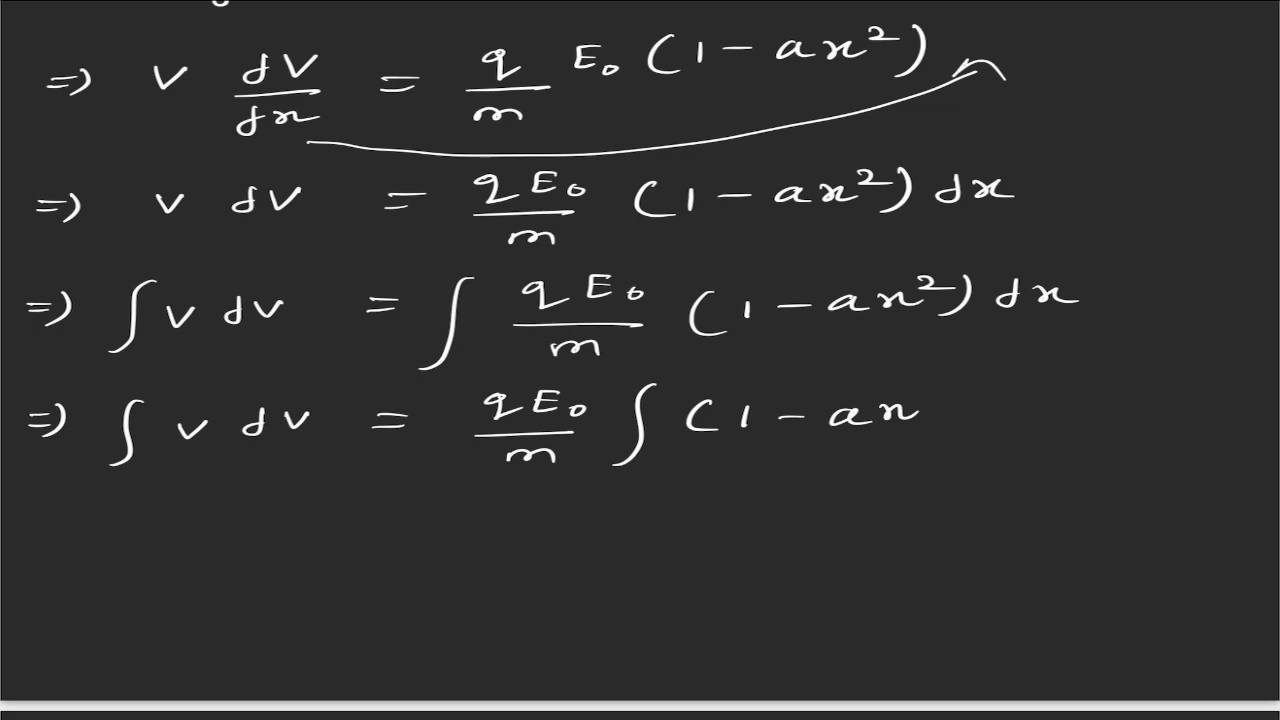 => v dv/dx = q/m E₀ (1 - ax²)
=> v dv = qE₀/m (1 - ax²) dx
=> ∫ v dv = ∫ qE₀/m (1 - ax²) dx
=> ∫ v dv = qE₀/m ∫ (1 - ax